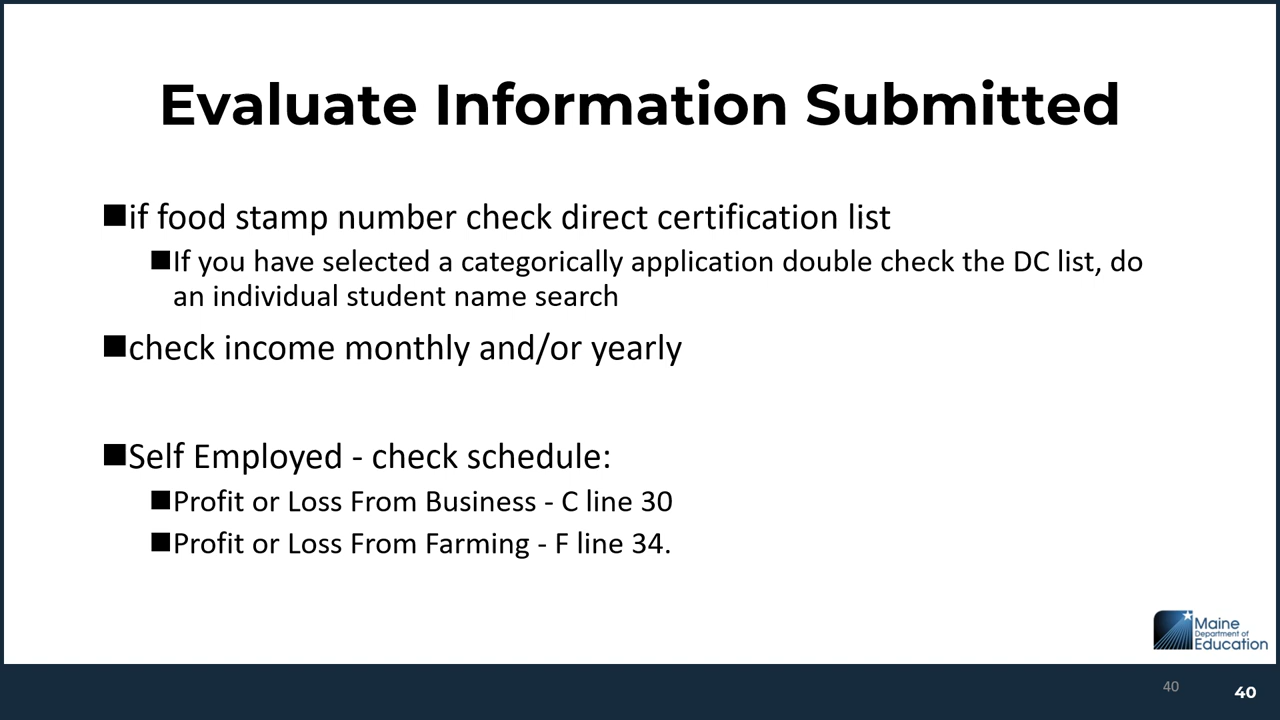 Evaluate Information Submitted
if food stamp number check direct certification list
If you have selected a categorically application double check the DC list, do
an individual student name search
check income monthly and/or yearly
Self Employed - check schedule:
Profit or Loss From Business - C line 30
Profit or Loss From Farming - F line 34.
Maine
Department of
Education
40
40